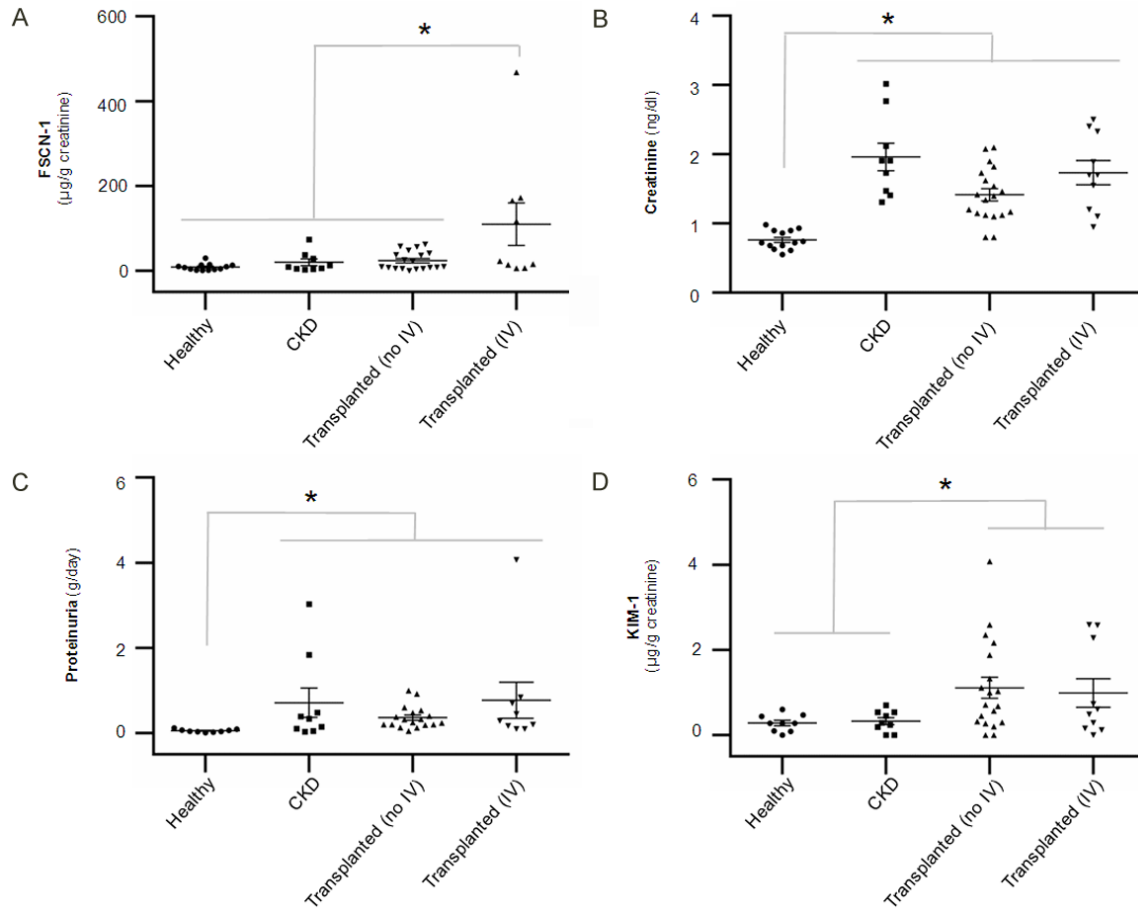 A
600
400
200
0
FSCN-1
(µg/g creatinine)
*
Healthy
CKD
Transplanted (no IV)
Transplanted (IV)
B
4
3
2
1
0
Creatinine (ng/dl)
*
Healthy
CKD
Transplanted (no IV)
Transplanted (IV)
C
6
4
2
0
Proteinuria (g/day)
*
Healthy
CKD
Transplanted (no IV)
Transplanted (IV)
D
6
4
2
0
KIM-1
(µg/g creatinine)
*
Healthy
CKD
Transplanted (no IV)
Transplanted (IV)